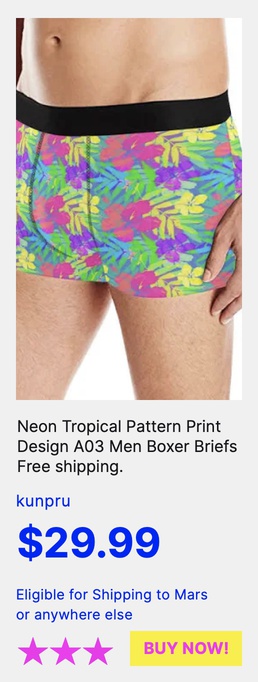 Neon Tropical Pattern Print
Design A03 Men Boxer Briefs
Free shipping.
kunpru
$29.99
Eligible for Shipping to Mars
or anywhere else
BUY NOW!